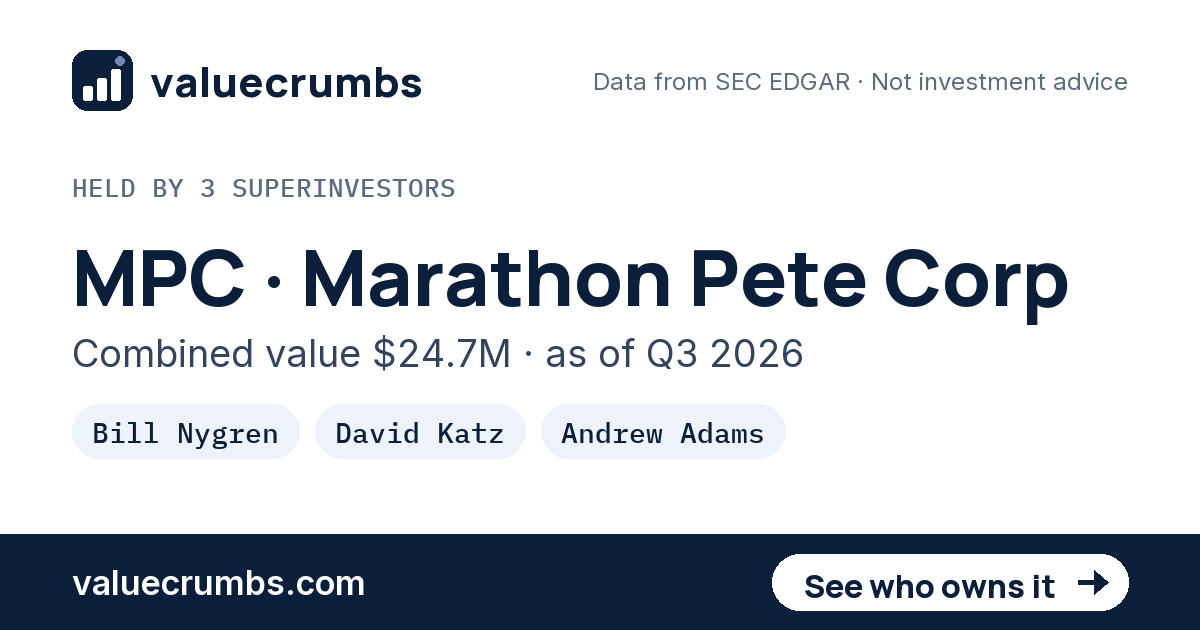 valuecrumbs
Data from SEC EDGAR · Not investment advice
HELD BY 3 SUPERINVESTORS
MPC · Marathon Pete Corp
Combined value $24.7M · as of Q3 2026
Bill Nygren David Katz Andrew Adams
valuecrumbs.com
See who owns it →